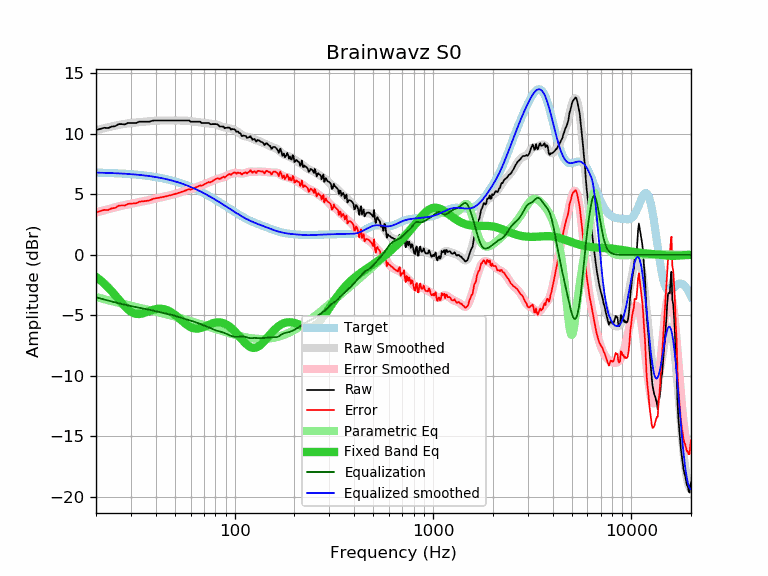 Brainwavz S0
15
10
5
0
−5
−10
−15
−20
Amplitude (dBr)
Target
Raw Smoothed
Error Smoothed
Raw
Error
Parametric Eq
Fixed Band Eq
Equalization
Equalized smoothed
100
1000
10000
Frequency (Hz)